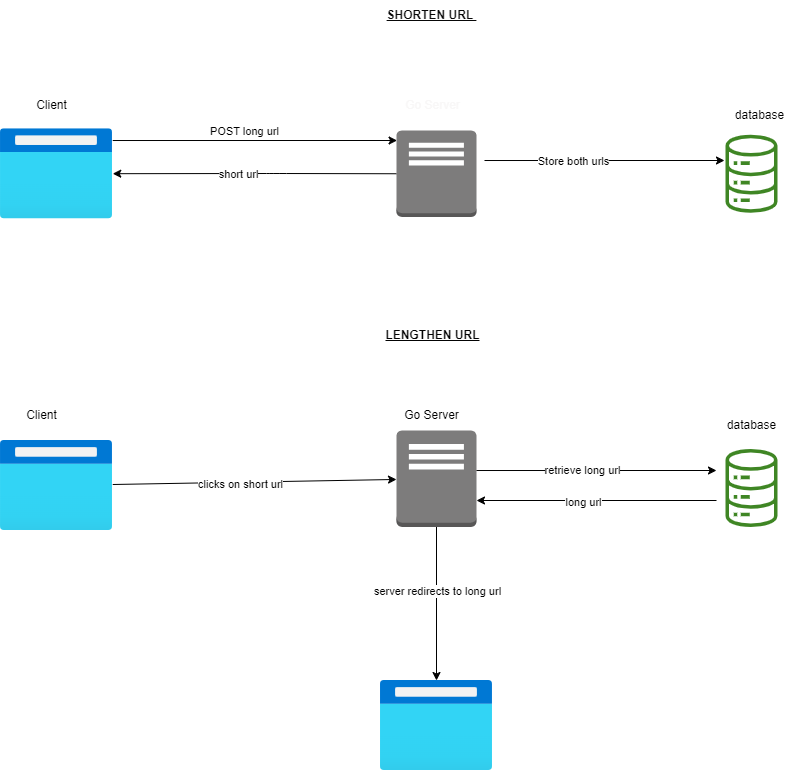 SHORTEN URL
Client
Go Server
database
POST long url
short url
Store both urls
LENGTHEN URL
Client
Go Server
database
clicks on short url
retrieve long url
long url
server redirects to long url